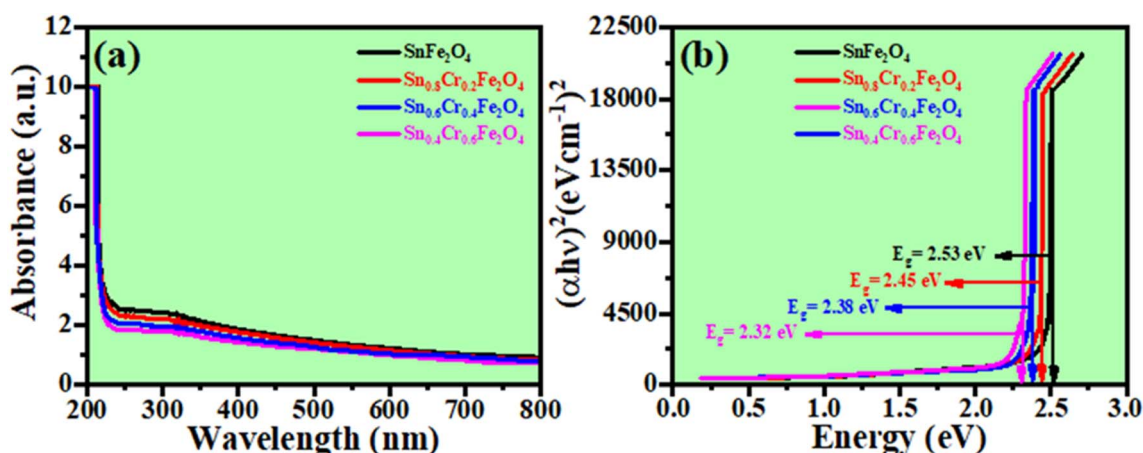 (a)
SnFe₂O₄
Sn₀.₈Cr₀.₂Fe₂O₄
Sn₀.₆Cr₀.₄Fe₂O₄
Sn₀.₄Cr₀.₆Fe₂O₄
12
10
8
6
4
2
0
Absorbance (a.u.)
200 300 400 500 600 700 800
Wavelength (nm)
(b)
SnFe₂O₄
Sn₀.₈Cr₀.₂Fe₂O₄
Sn₀.₆Cr₀.₄Fe₂O₄
Sn₀.₄Cr₀.₆Fe₂O₄
22500
18000
13500
9000
4500
0
(αhν)²(eVcm⁻¹)²
E_g= 2.53 eV
E_g= 2.45 eV
E_g= 2.38 eV
E_g= 2.32 eV
0.0 0.5 1.0 1.5 2.0 2.5 3.0
Energy (eV)